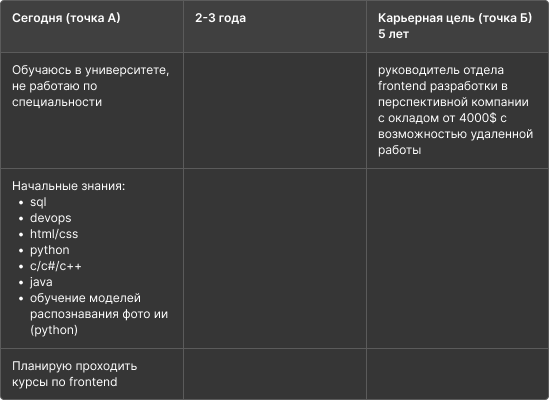 Сегодня (точка А)
2-3 года
Карьерная цель (точка Б)
5 лет
Обучаюсь в университете,
не работаю по
специальности
руководитель отдела
frontend разработки в
перспективной компании
с окладом от 4000$ с
возможностью удаленной
работы
Начальные знания:
• sql
• devops
• html/css
• python
• c/c#/c++
• java
• обучение моделей
распознавания фото ии
(python)
Планирую проходить
курсы по frontend